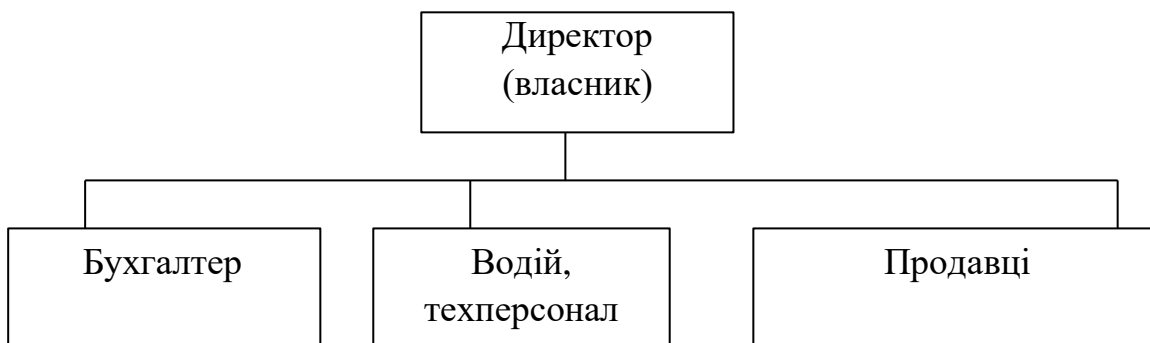 Директор
(власник)
Бухгалтер
Водій,
техперсонал
Продавці